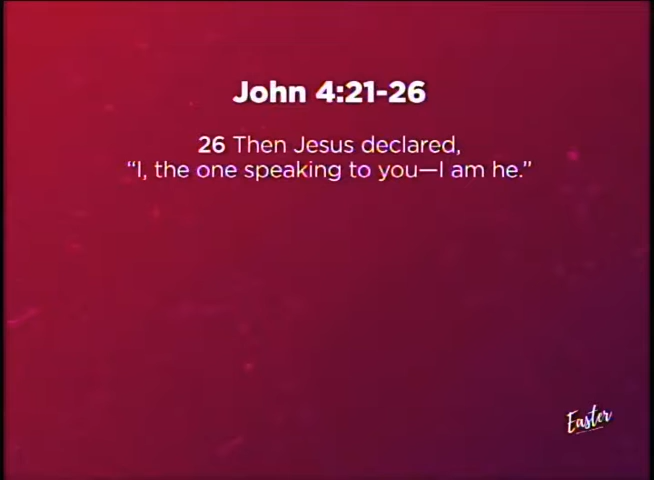 John 4:21-26
26 Then Jesus declared,
“I, the one speaking to you—I am he.”
Easter